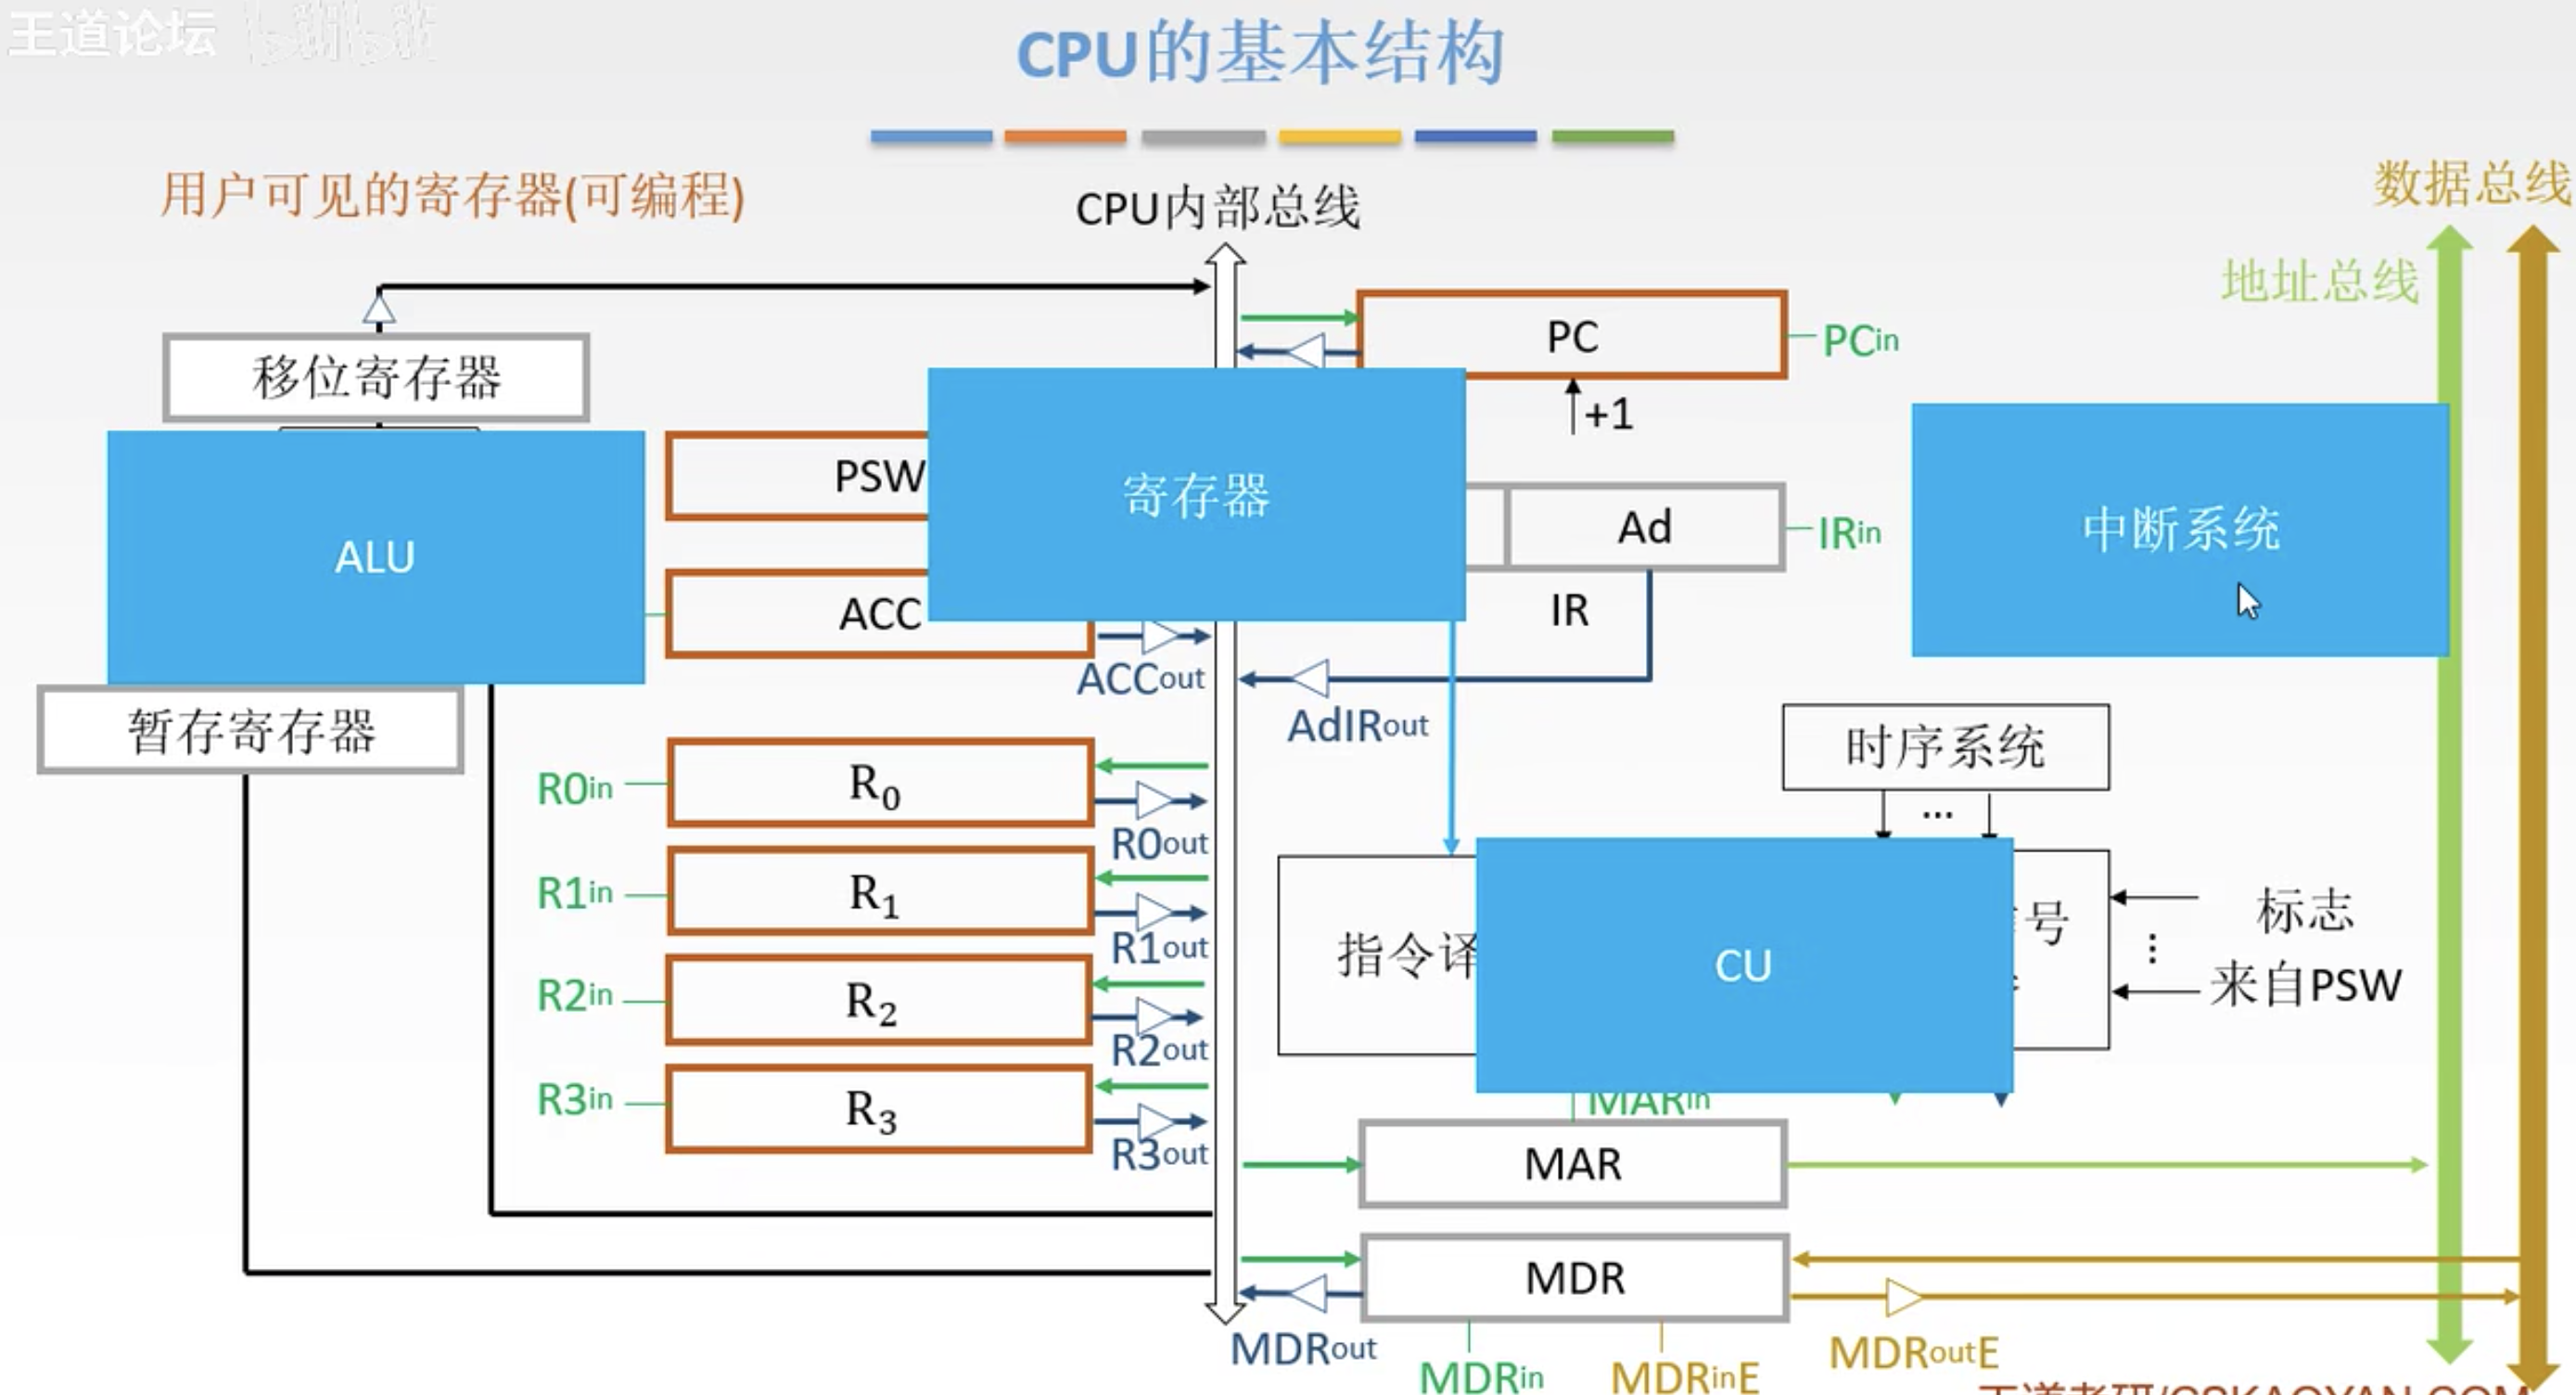 王道论坛
CPU的基本结构
用户可见的寄存器(可编程)
CPU内部总线
数据总线
地址总线
移位寄存器
PC
PCin
+1
PSW
寄存器
中断系统
ALU
Ad
IRin
ACC
IR
ACCout
AdIRout
暂存寄存器
时序系统
...
R0in
R0
R0out
R1in
R1
R1out
R2in
R2
R2out
R3in
R3
R3out
指令译
CU
号
标志
⋮
来自PSW
MARin
MAR
MDR
MDRout
MDRin
MDRinE
MDRoutE